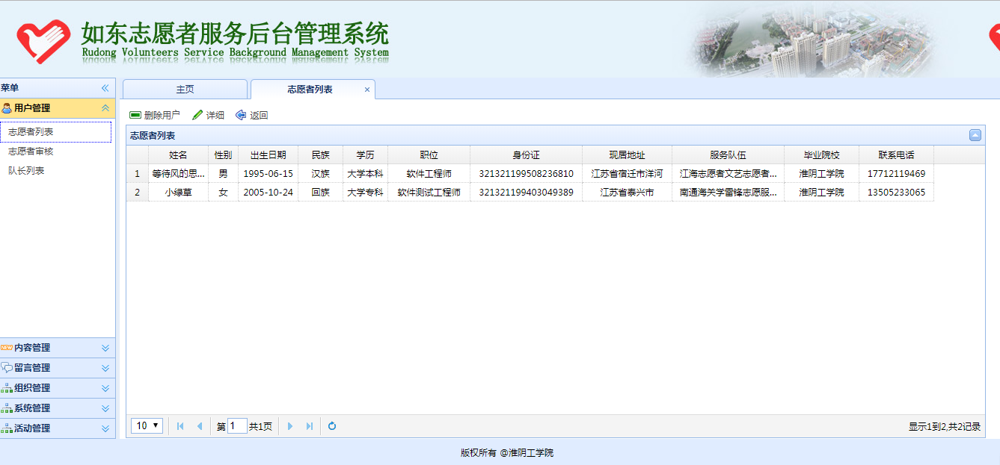 如东志愿者服务后台管理系统
Rudong Volunteers Service Background Management System
菜单
用户管理
志愿者列表
志愿者审核
队长列表
NEW 内容管理
留言管理
组织管理
系统管理
活动管理
主页 志愿者列表 ×
删除用户 详细 返回
志愿者列表
姓名 性别 出生日期 民族 学历 职位 身份证 现居地址 服务队伍 毕业院校 联系电话
1 等待风的思... 男 1995-06-15 汉族 大学本科 软件工程师 321321199508236810 江苏省宿迁市洋河 江海志愿者文艺志愿者... 淮阴工学院 17712119469
2 小绿草 女 2005-10-24 回族 大学专科 软件测试工程师 321321199403049389 江苏省泰兴市 南通海关学雷锋志愿服... 淮阴工学院 13505233065
10 第 1 共1页 显示1到2,共2记录
版权所有 @淮阴工学院